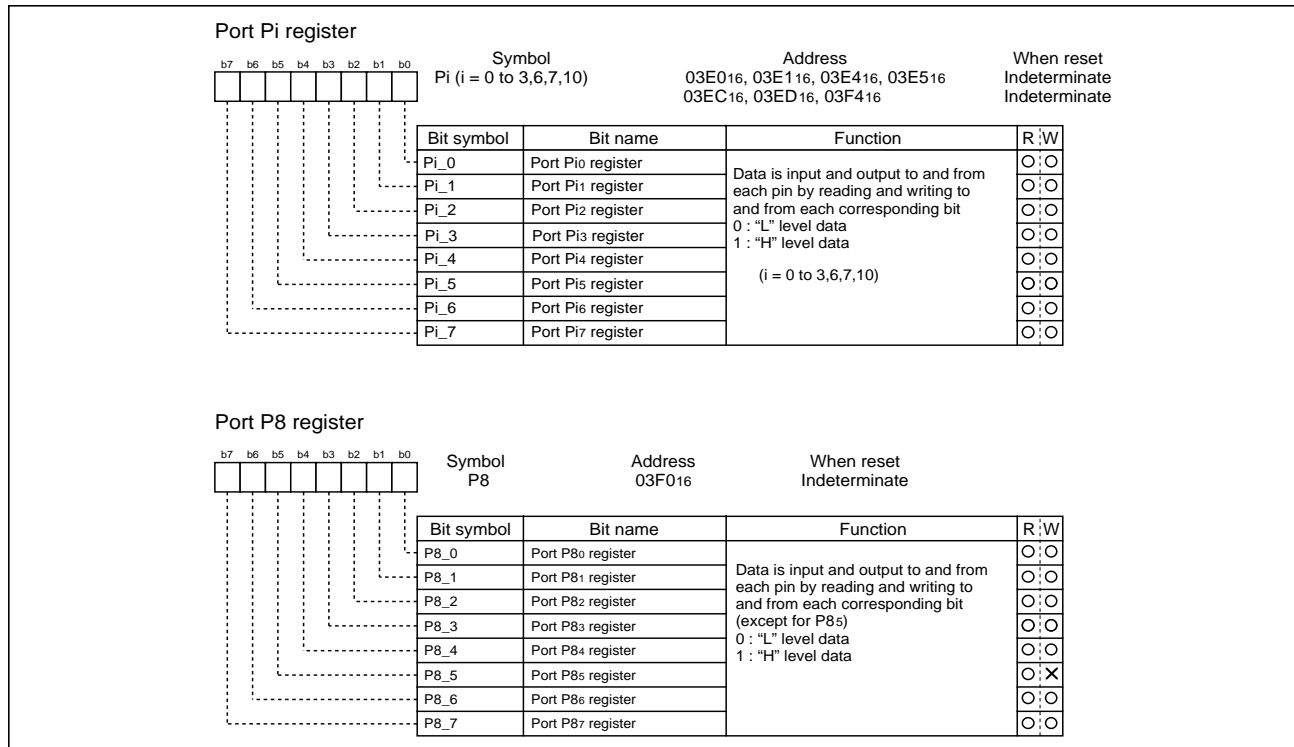 Port Pi register
b7 b6 b5 b4 b3 b2 b1 b0
Symbol Address When reset
Pi (i = 0 to 3,6,7,10) 03E016, 03E116, 03E416, 03E516 Indeterminate
03EC16, 03ED16, 03F416 Indeterminate
Bit symbol Bit name Function R W
Pi_0 Port Pi0 register
Pi_1 Port Pi1 register
Pi_2 Port Pi2 register
Pi_3 Port Pi3 register
Pi_4 Port Pi4 register
Pi_5 Port Pi5 register
Pi_6 Port Pi6 register
Pi_7 Port Pi7 register
Data is input and output to and from
each pin by reading and writing to
and from each corresponding bit
0 : “L” level data
1 : “H” level data
(i = 0 to 3,6,7,10)
Port P8 register
b7 b6 b5 b4 b3 b2 b1 b0
Symbol Address When reset
P8 03F016 Indeterminate
Bit symbol Bit name Function R W
P8_0 Port P80 register
P8_1 Port P81 register
P8_2 Port P82 register
P8_3 Port P83 register
P8_4 Port P84 register
P8_5 Port P85 register
P8_6 Port P86 register
P8_7 Port P87 register
Data is input and output to and from
each pin by reading and writing to
and from each corresponding bit
(except for P85)
0 : “L” level data
1 : “H” level data